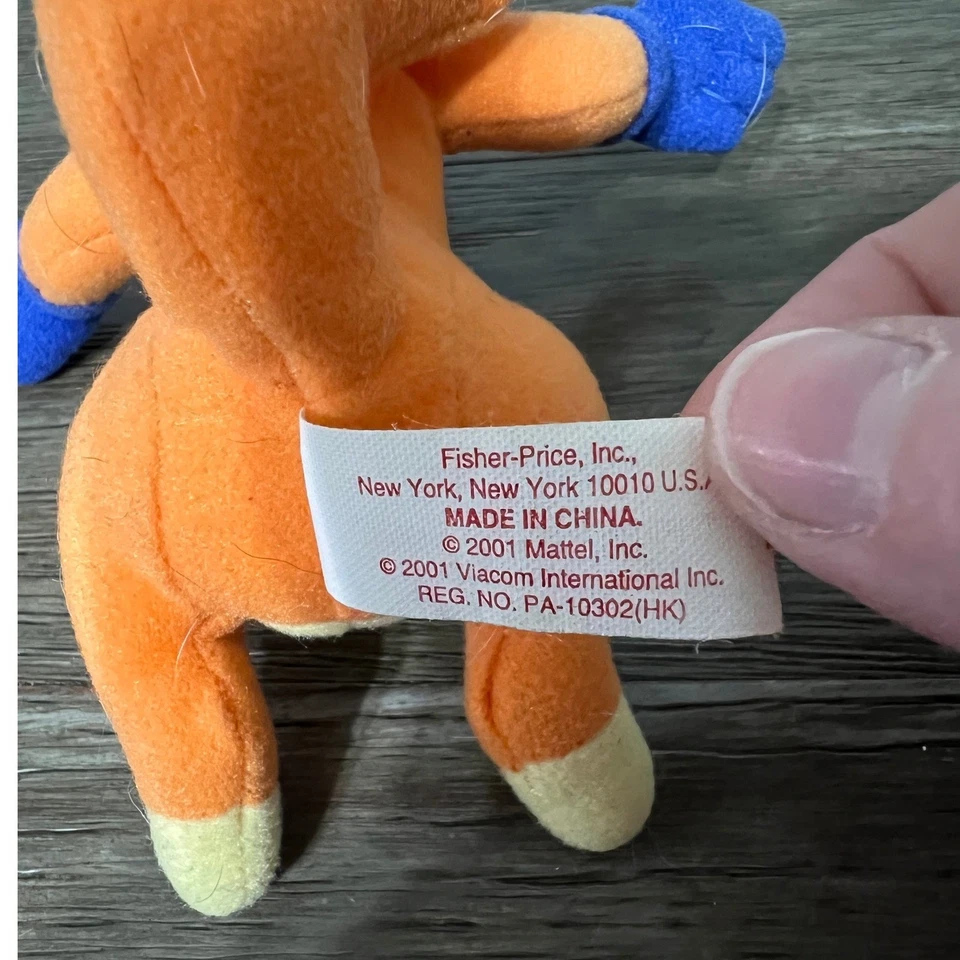 Fisher-Price, Inc.,
New York, New York 10010 U.S.
MADE IN CHINA.
© 2001 Mattel, Inc.
© 2001 Viacom International Inc.
REG. NO. PA-10302(HK)